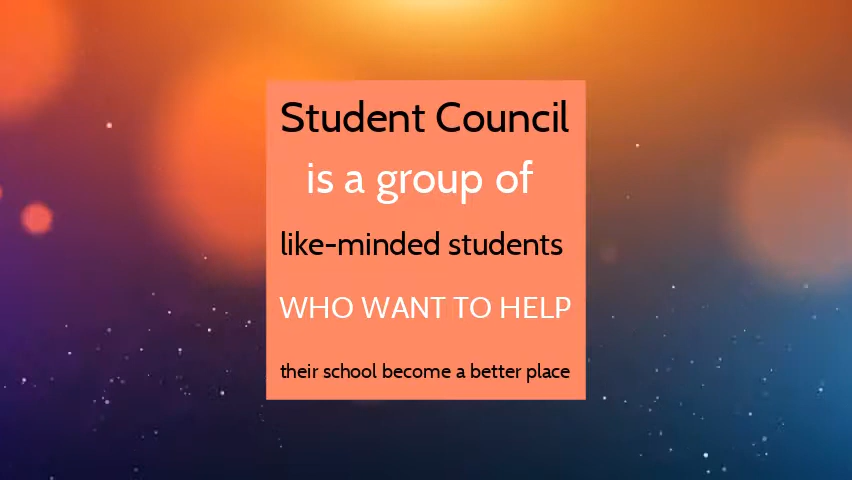 Student Council
is a group of
like-minded students
WHO WANT TO HELP
their school become a better place